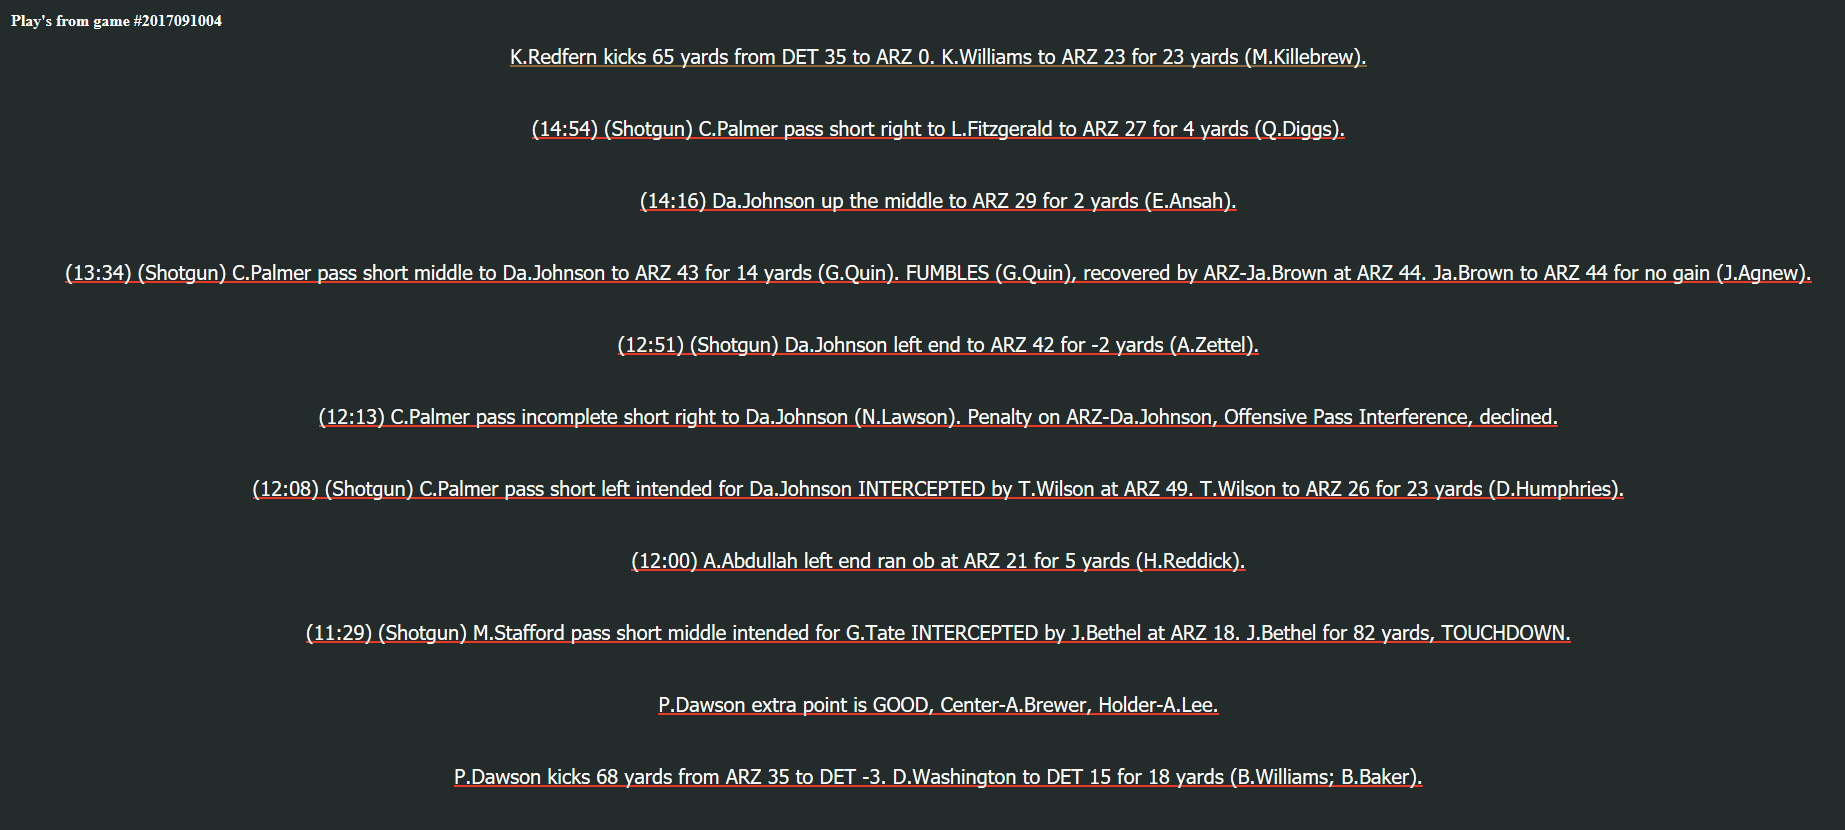 Play's from game #2017091004
K.Redfern kicks 65 yards from DET 35 to ARZ 0. K.Williams to ARZ 23 for 23 yards (M.Killebrew).
(14:54) (Shotgun) C.Palmer pass short right to L.Fitzgerald to ARZ 27 for 4 yards (Q.Diggs).
(14:16) Da.Johnson up the middle to ARZ 29 for 2 yards (E.Ansah).
(13:34) (Shotgun) C.Palmer pass short middle to Da.Johnson to ARZ 43 for 14 yards (G.Quin). FUMBLES (G.Quin), recovered by ARZ-Ja.Brown at ARZ 44. Ja.Brown to ARZ 44 for no gain (J.Agnew).
(12:51) (Shotgun) Da.Johnson left end to ARZ 42 for -2 yards (A.Zettel).
(12:13) C.Palmer pass incomplete short right to Da.Johnson (N.Lawson). Penalty on ARZ-Da.Johnson, Offensive Pass Interference, declined.
(12:08) (Shotgun) C.Palmer pass short left intended for Da.Johnson INTERCEPTED by T.Wilson at ARZ 49. T.Wilson to ARZ 26 for 23 yards (D.Humphries).
(12:00) A.Abdullah left end ran ob at ARZ 21 for 5 yards (H.Reddick).
(11:29) (Shotgun) M.Stafford pass short middle intended for G.Tate INTERCEPTED by J.Bethel at ARZ 18. J.Bethel for 82 yards, TOUCHDOWN.
P.Dawson extra point is GOOD, Center-A.Brewer, Holder-A.Lee.
P.Dawson kicks 68 yards from ARZ 35 to DET -3. D.Washington to DET 15 for 18 yards (B.Williams; B.Baker).